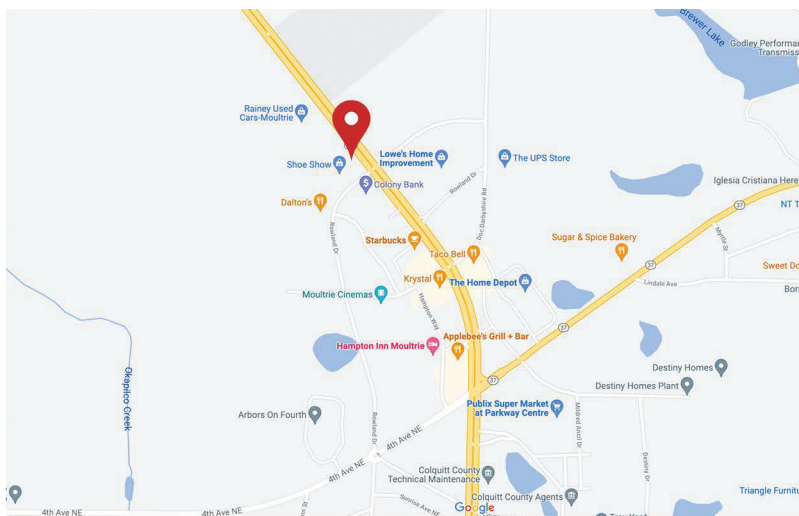 Brewer Lake
Godley Performa
Transmiss
Rainey Used
Cars-Moultrie
Shoe Show
Lowe's Home
Improvement
The UPS Store
Colony Bank
Rowland Dr
Iglesia Cristiana Here
37
Dalton's
Doc Darbyshire Rd
NT T
Rowland Dr
Starbucks
Sugar & Spice Bakery
Myrtle St
Taco Bell
37
Sweet Do
Krystal
The Home Depot
Lindale Ave
Bori
Moultrie Cinemas
Hampton Way
37
Applebee's Grill + Bar
Hampton Inn Moultrie
Okapilco Creek
Destiny Homes
37
Destiny Homes Plant
Publix Super Market
at Parkway Centre
Arbors On Fourth
Rowland Dr
Mildred Ancil Dr
4th Ave NE
Destiny Dr
Colquitt County
Technical Maintenance
Triangle Furnitu
Sunrise Ave NE
Colquitt County Agents
4th Ave NE
4th Ave NE
Google